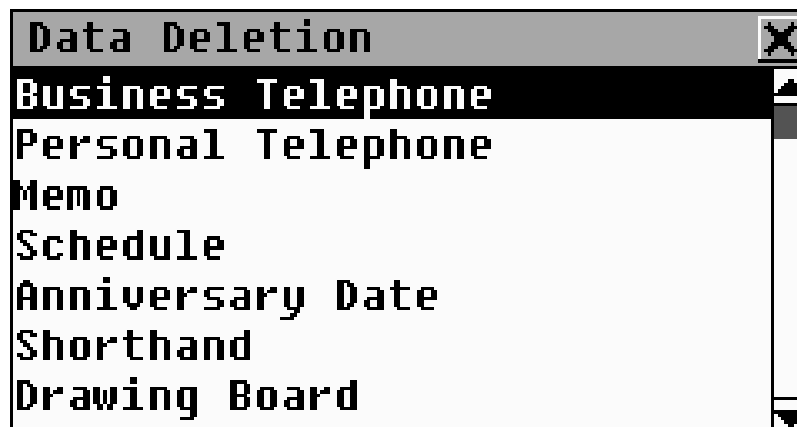 Data Deletion
Business Telephone
Personal Telephone
Memo
Schedule
Anniversary Date
Shorthand
Drawing Board